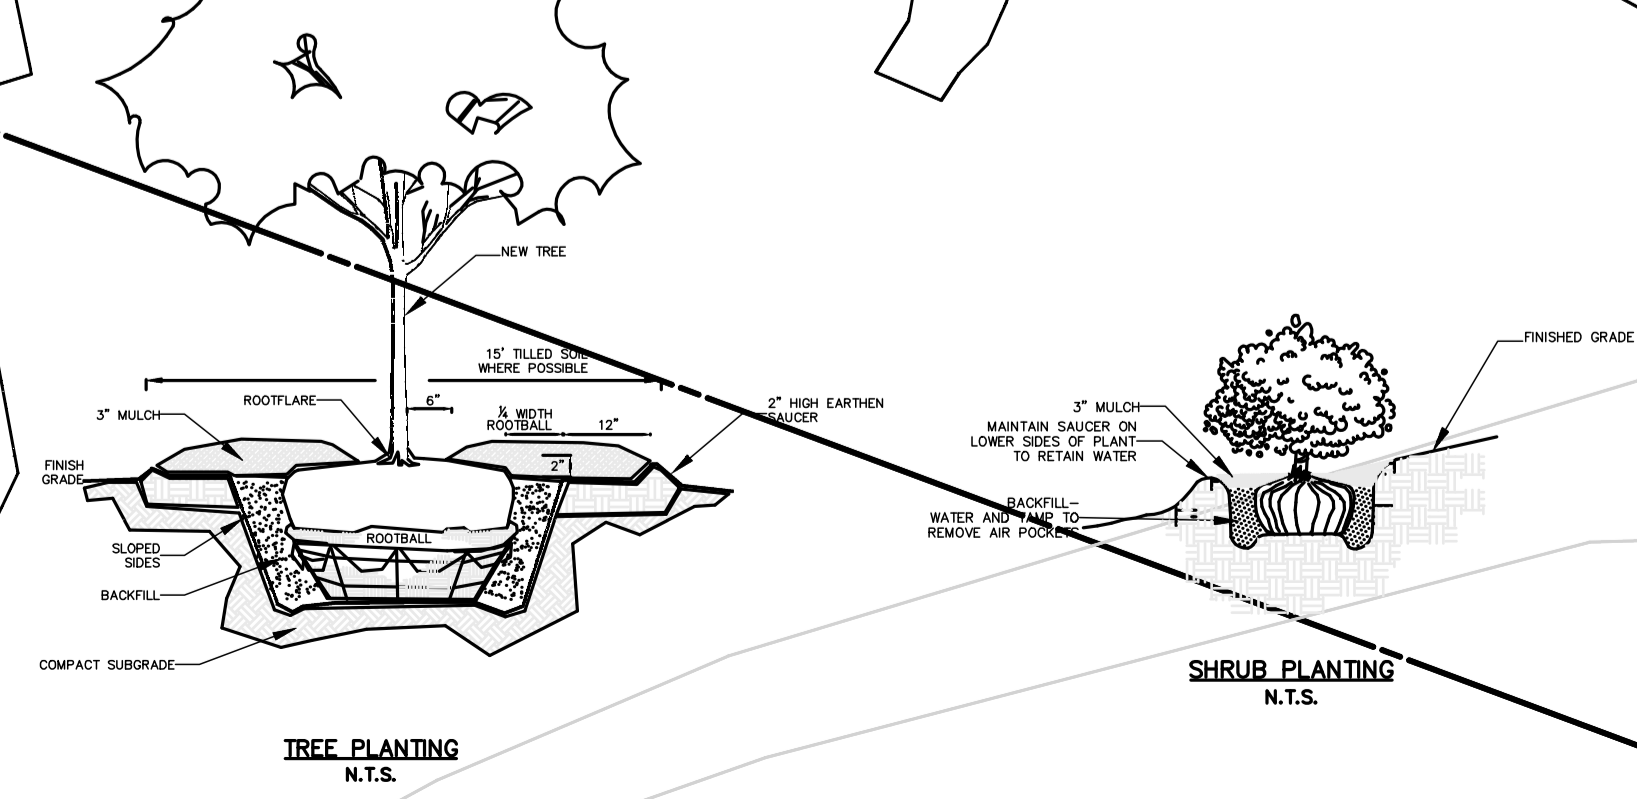 NEW TREE
15' TILLED SOIL
WHERE POSSIBLE
ROOTFLARE
6"
3" MULCH
¼ WIDTH
ROOTBALL
12"
2" HIGH EARTHEN
SAUCER
FINISH
GRADE
2"
ROOTBALL
SLOPED
SIDES
BACKFILL
COMPACT SUBGRADE
TREE PLANTING
N.T.S.
FINISHED GRADE
3" MULCH
MAINTAIN SAUCER ON
LOWER SIDES OF PLANT
TO RETAIN WATER
BACKFILL–
WATER AND TAMP TO
REMOVE AIR POCKETS
SHRUB PLANTING
N.T.S.